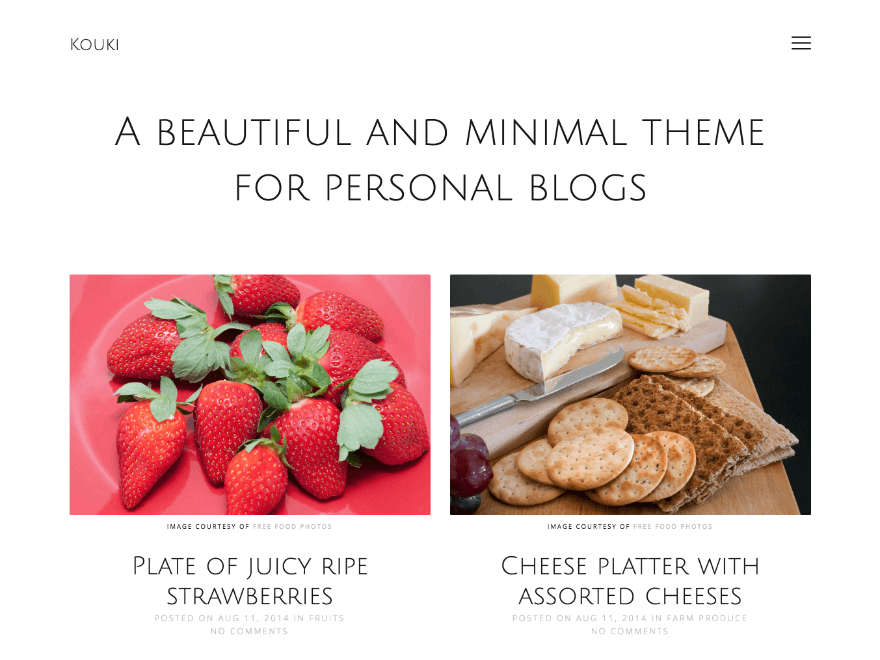 Kouki
A beautiful and minimal theme
for personal blogs
IMAGE COURTESY OF FREE FOOD PHOTOS
Plate of juicy ripe
strawberries
POSTED ON AUG 11, 2014 IN FRUITS
NO COMMENTS
IMAGE COURTESY OF FREE FOOD PHOTOS
Cheese platter with
assorted cheeses
POSTED ON AUG 11, 2014 IN FARM PRODUCE
NO COMMENTS